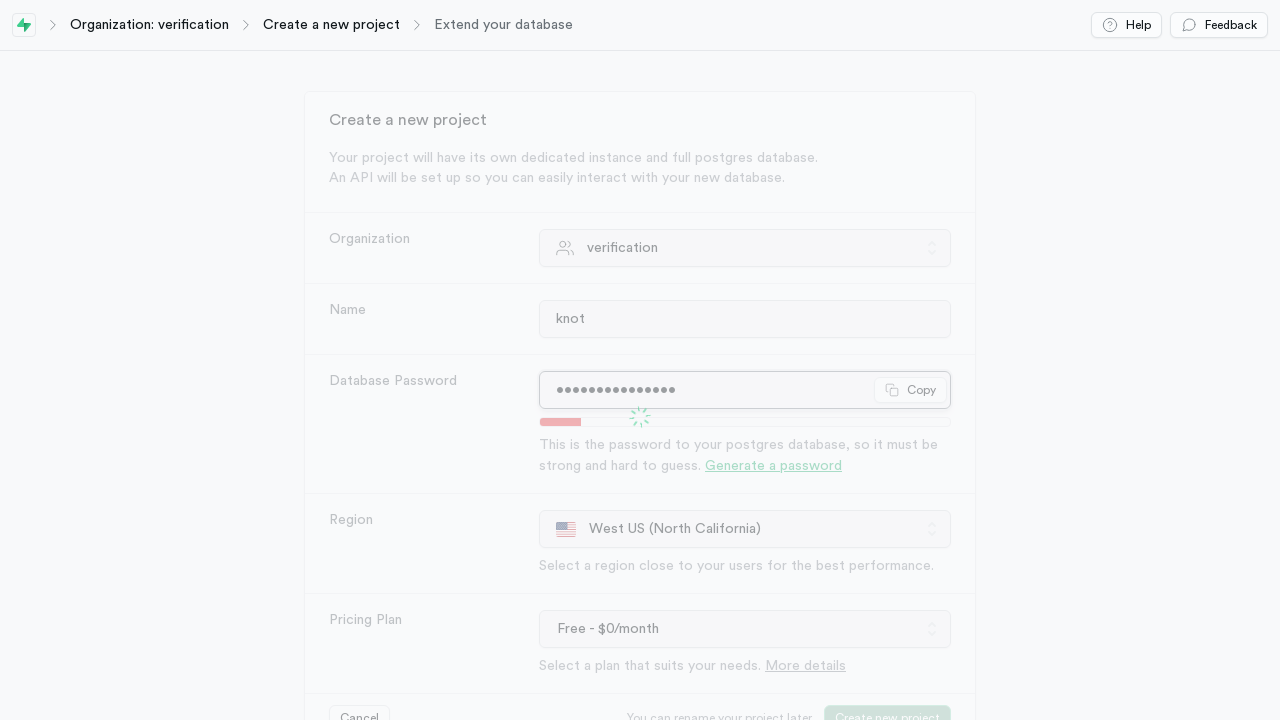 Organization: verification
Create a new project
Extend your database
Help
Feedback
Create a new project
Your project will have its own dedicated instance and full postgres database.
An API will be set up so you can easily interact with your new database.
Organization
verification
Name
knot
Database Password
•••••••••••••••
Copy
This is the password to your postgres database, so it must be
strong and hard to guess. Generate a password
Region
West US (North California)
Select a region close to your users for the best performance.
Pricing Plan
Free - $0/month
Select a plan that suits your needs. More details
Cancel
You can rename your project later
Create new project